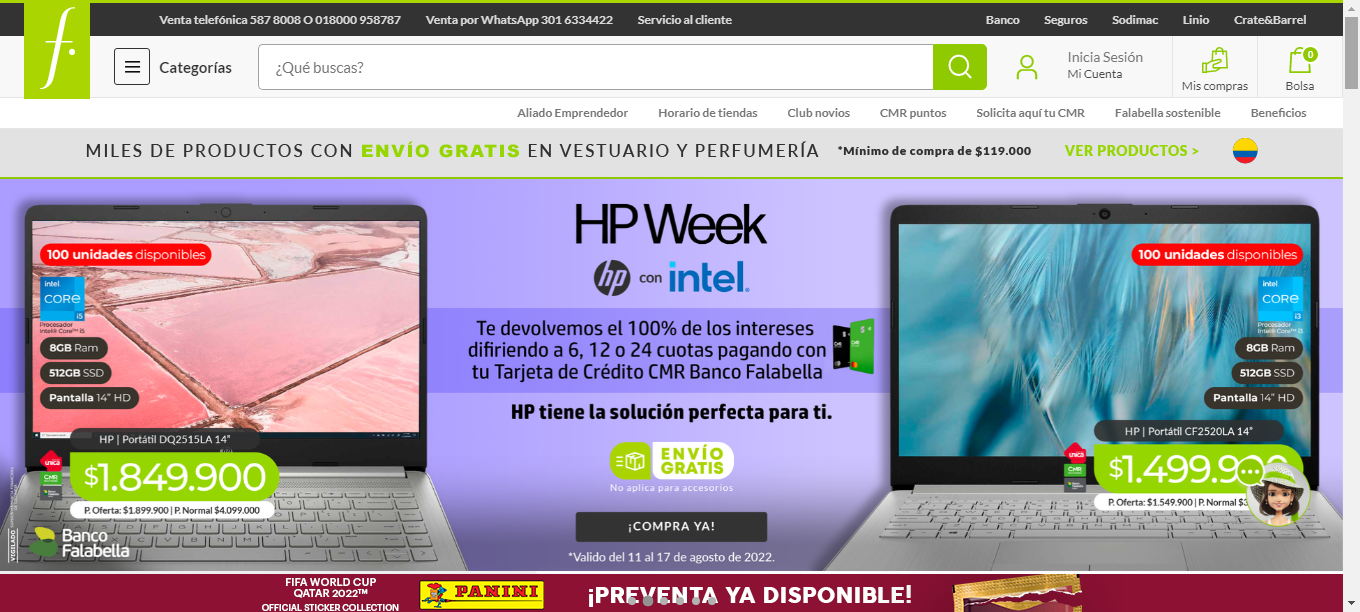 Venta telefónica 587 8008 O 018000 958787
Venta por WhatsApp 301 6334422
Servicio al cliente
Banco
Seguros
Sodimac
Linio
Crate&Barrel
f.
Categorías
¿Qué buscas?
Inicia Sesión
Mi Cuenta
Mis compras
0
Bolsa
Aliado Emprendedor
Horario de tiendas
Club novios
CMR puntos
Solicita aquí tu CMR
Falabella sostenible
Beneficios
MILES DE PRODUCTOS CON ENVÍO GRATIS EN VESTUARIO Y PERFUMERÍA
*Mínimo de compra de $119.000
VER PRODUCTOS >
HP Week
hp con intel.
Te devolvemos el 100% de los intereses
difiriendo a 6, 12 o 24 cuotas pagando con
tu Tarjeta de Crédito CMR Banco Falabella
HP tiene la solución perfecta para ti.
ENVÍO
GRATIS
No aplica para accesorios
¡COMPRA YA!
*Valido del 11 al 17 de agosto de 2022.
100 unidades disponibles
intel
CORE
i5
Procesador
Intel® Core™ i5
8GB Ram
512GB SSD
Pantalla 14" HD
HP | Portátil DQ2515LA 14"
única
CMR
$1.849.900
P. Oferta: $1.899.900 | P. Normal $4.099.000
VIGILADO
Banco
Falabella
100 unidades disponibles
intel
CORE
i3
Procesador
Intel® Core™ i3
8GB Ram
512GB SSD
Pantalla 14" HD
HP | Portátil CF2520LA 14"
única
CMR
$1.499.9
P. Oferta: $1.549.900 | P. Normal
FIFA WORLD CUP
QATAR 2022™
OFFICIAL STICKER COLLECTION
PANINI
¡PREVENTA YA DISPONIBLE!